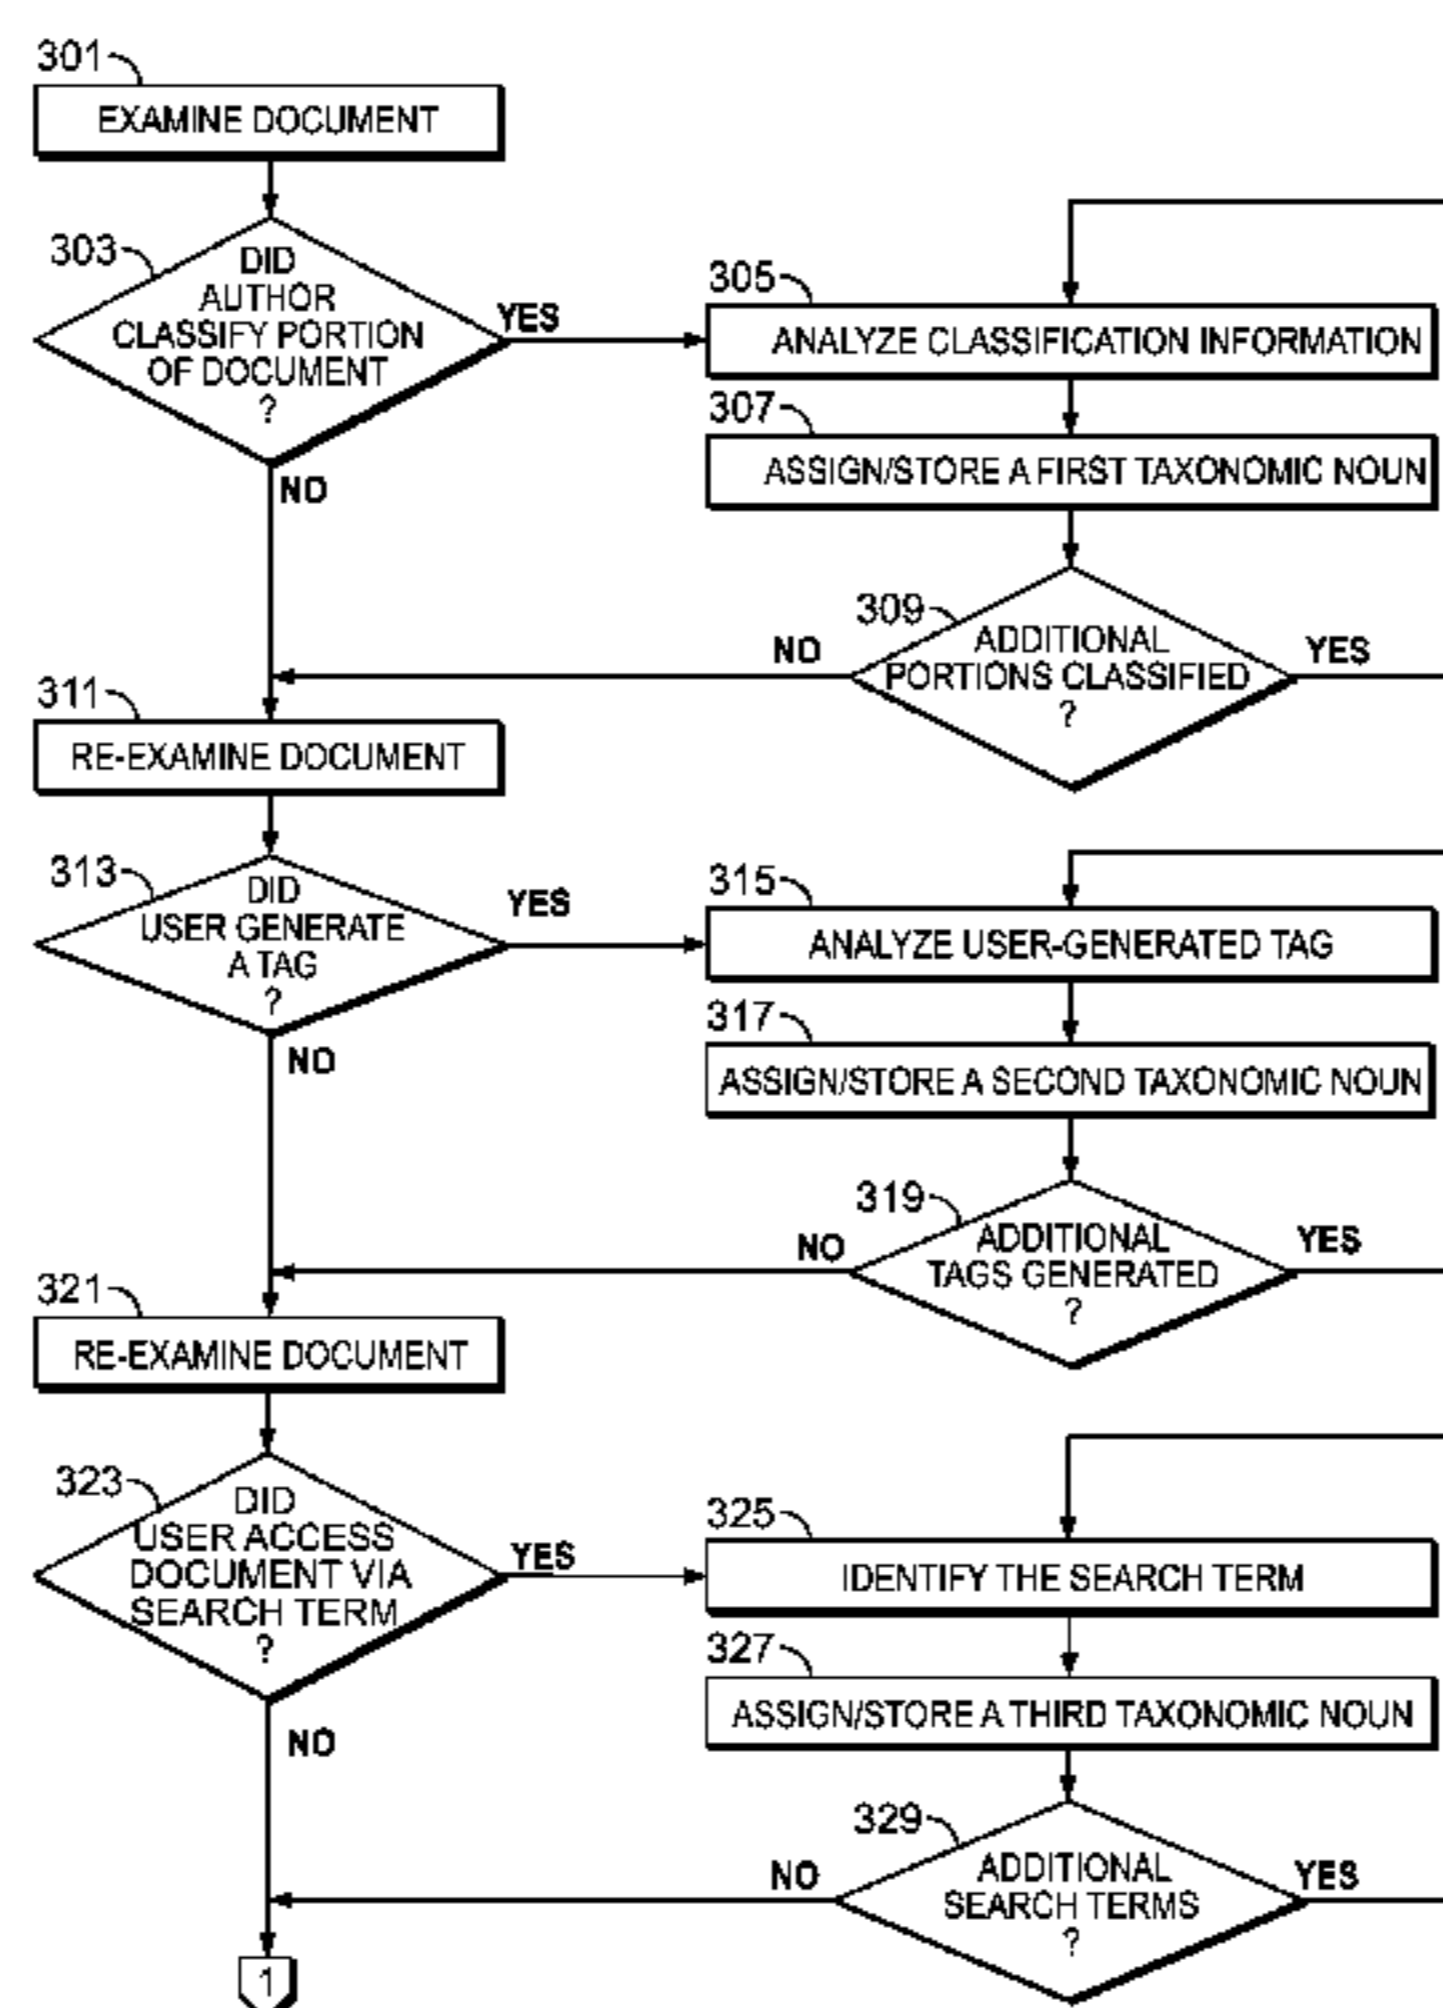 301
EXAMINE DOCUMENT
303
DID
AUTHOR
CLASSIFY PORTION
OF DOCUMENT
?
YES
NO
305
ANALYZE CLASSIFICATION INFORMATION
307
ASSIGN/STORE A FIRST TAXONOMIC NOUN
309
ADDITIONAL
PORTIONS CLASSIFIED
?
NO
YES
311
RE-EXAMINE DOCUMENT
313
DID
USER GENERATE
A TAG
?
YES
NO
315
ANALYZE USER-GENERATED TAG
317
ASSIGN/STORE A SECOND TAXONOMIC NOUN
319
ADDITIONAL
TAGS GENERATED
?
NO
YES
321
RE-EXAMINE DOCUMENT
323
DID
USER ACCESS
DOCUMENT VIA
SEARCH TERM
?
YES
NO
325
IDENTIFY THE SEARCH TERM
327
ASSIGN/STORE A THIRD TAXONOMIC NOUN
329
ADDITIONAL
SEARCH TERMS
?
NO
YES
1